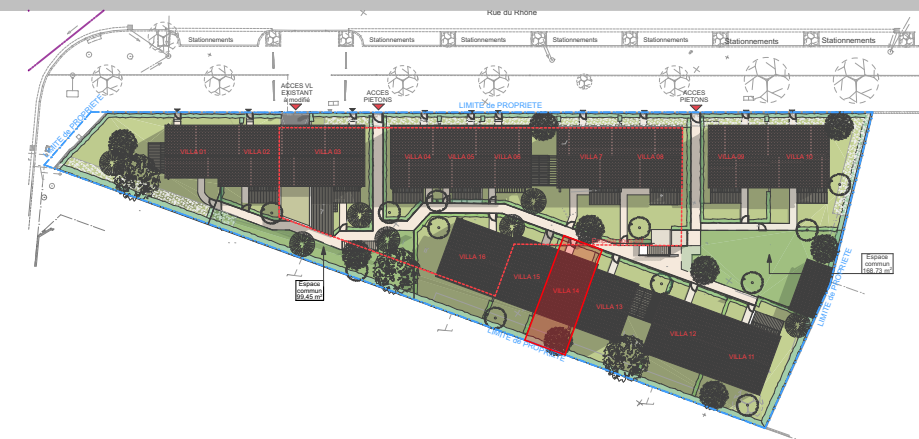 Rue du Rhône
Stationnements
Stationnements
Stationnements
Stationnements
Stationnements
Stationnements
Stationnements
ACCES VL
EXISTANT
à modifié
ACCES
PIETONS
LIMITE de PROPRIETE
ACCES
PIETONS
LIMITE de PROPRIETE
VILLA 01
VILLA 02
VILLA 03
VILLA 04
VILLA 05
VILLA 06
VILLA 7
VILLA 08
VILLA 09
VILLA 10
VILLA 16
VILLA 15
VILLA 14
VILLA 13
VILLA 12
VILLA 11
Espace
commun
99,45 m²
Espace
commun
168,73 m²
LIMITE de PROPRIETE
LIMITE de PROPRIETE